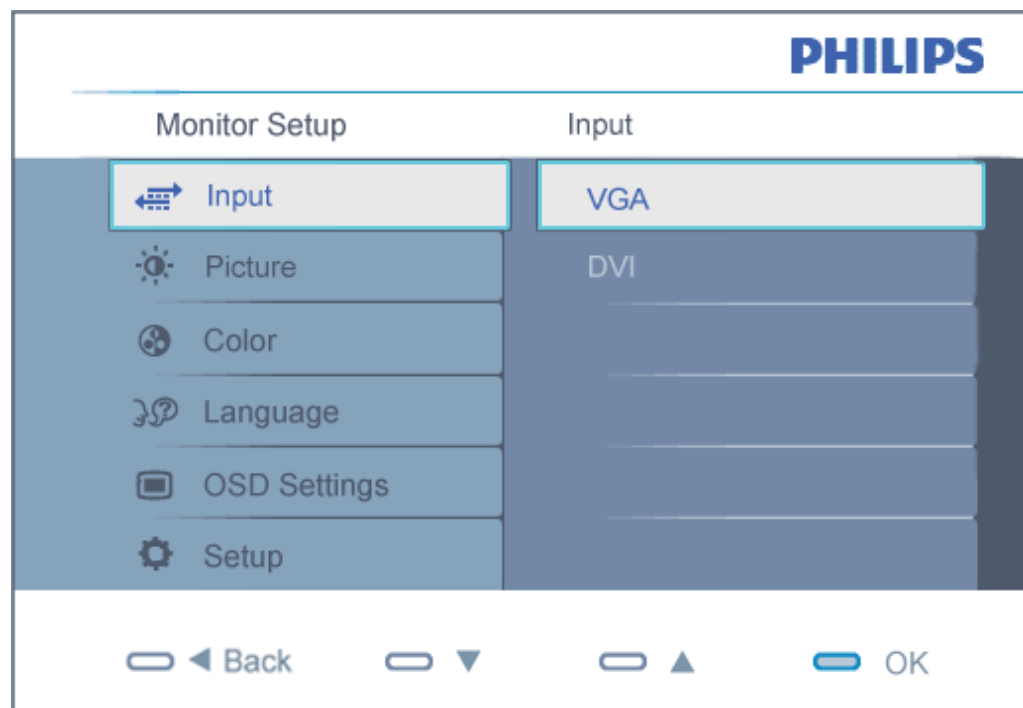 PHILIPS
Monitor Setup Input
Input VGA
Picture DVI
Color
Language
OSD Settings
Setup
Back OK